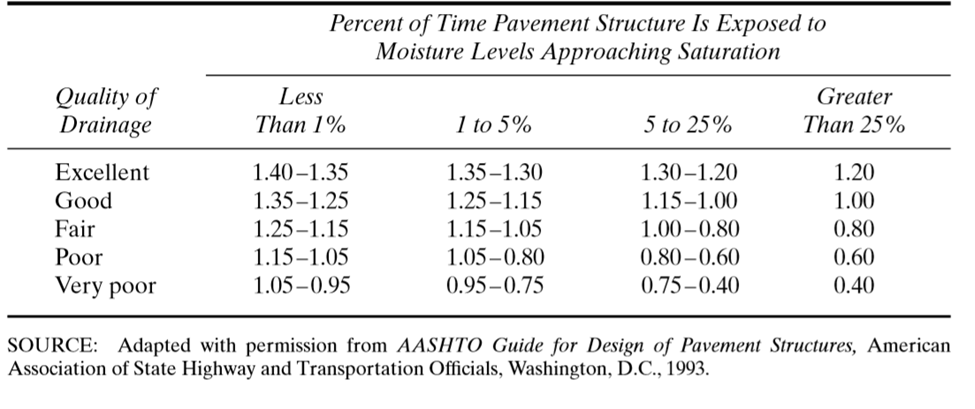 Percent of Time Pavement Structure Is Exposed to
Moisture Levels Approaching Saturation
Quality of Less Greater
Drainage Than 1% 1 to 5% 5 to 25% Than 25%
Excellent 1.40–1.35 1.35–1.30 1.30–1.20 1.20
Good 1.35–1.25 1.25–1.15 1.15–1.00 1.00
Fair 1.25–1.15 1.15–1.05 1.00–0.80 0.80
Poor 1.15–1.05 1.05–0.80 0.80–0.60 0.60
Very poor 1.05–0.95 0.95–0.75 0.75–0.40 0.40
SOURCE: Adapted with permission from AASHTO Guide for Design of Pavement Structures, American
Association of State Highway and Transportation Officials, Washington, D.C., 1993.